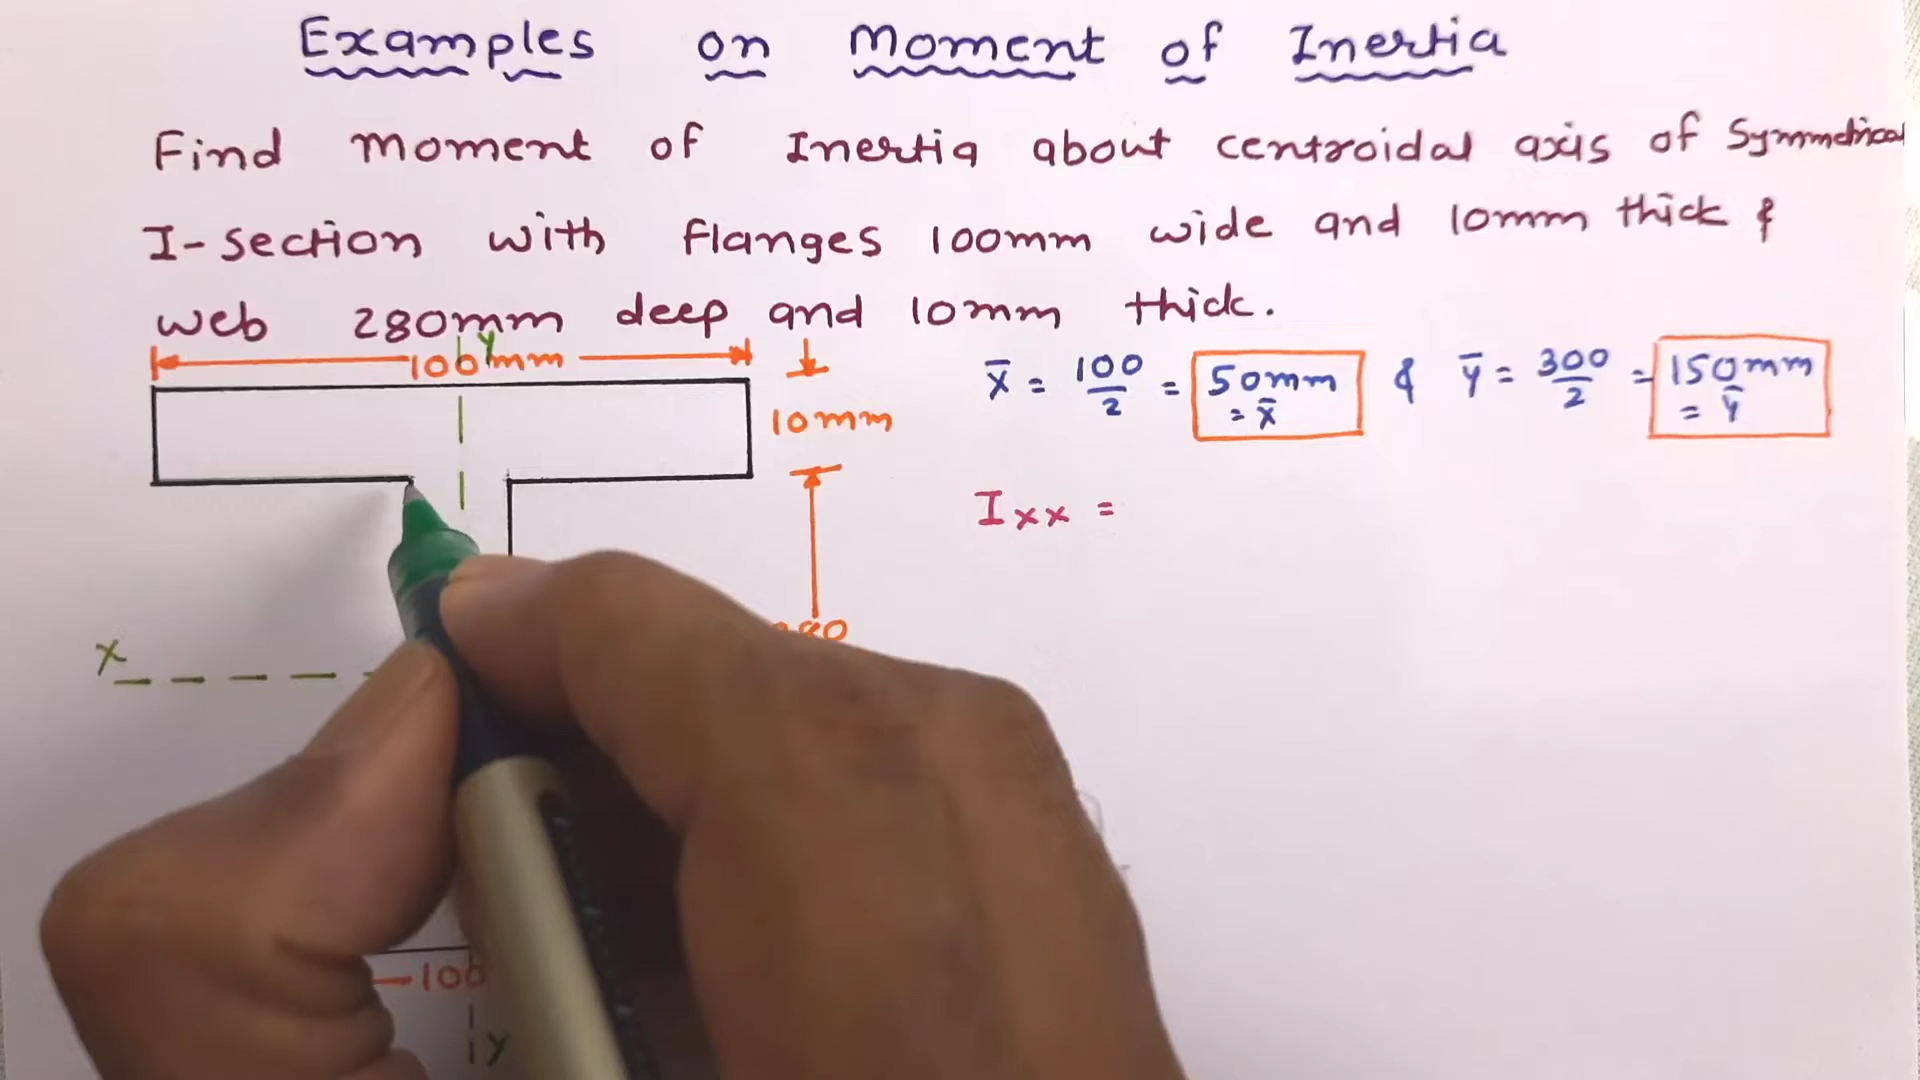 Examples on Moment of Inertia
Find Moment of Inertia about centroidal axis of Symmetrical
I-section with flanges 100mm wide and 10mm thick &
web 280mm deep and 10mm thick.
y
100mm
10mm
x̄ = 100/2 = 50mm = x̄ & ȳ = 300/2 = 150mm = ȳ
Ixx =
X
100
Y